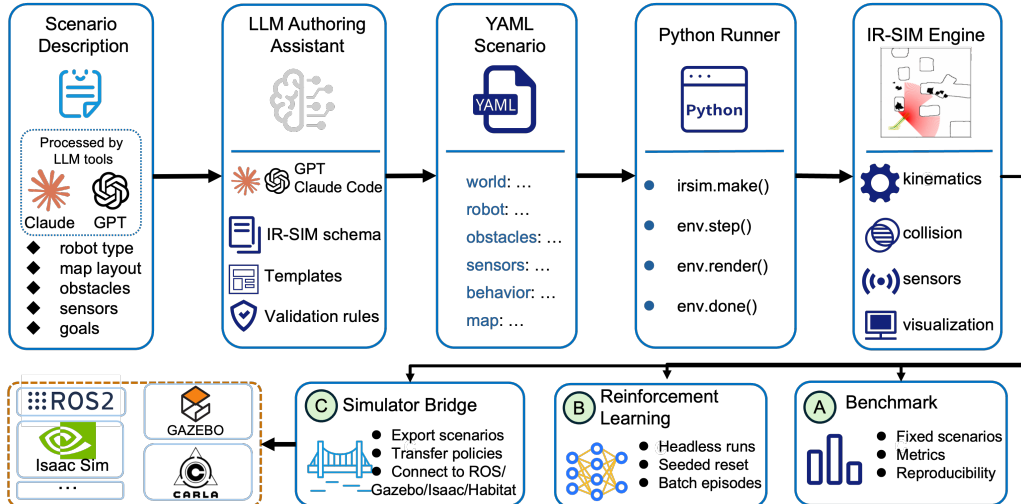 Scenario
Description
Processed by
LLM tools
Claude GPT
robot type
map layout
obstacles
sensors
goals
LLM Authoring
Assistant
GPT
Claude Code
IR-SIM schema
Templates
Validation rules
YAML
Scenario
YAML
world: …
robot: …
obstacles: …
sensors: …
behavior: …
map: …
Python Runner
Python
irsim.make()
env.step()
env.render()
env.done()
IR-SIM Engine
kinematics
collision
sensors
visualization
ROS2
Isaac Sim
...
GAZEBO
CARLA
C Simulator Bridge
Export scenarios
Transfer policies
Connect to ROS/
Gazebo/Isaac/Habitat
B Reinforcement
Learning
Headless runs
Seeded reset
Batch episodes
A Benchmark
Fixed scenarios
Metrics
Reproducibility